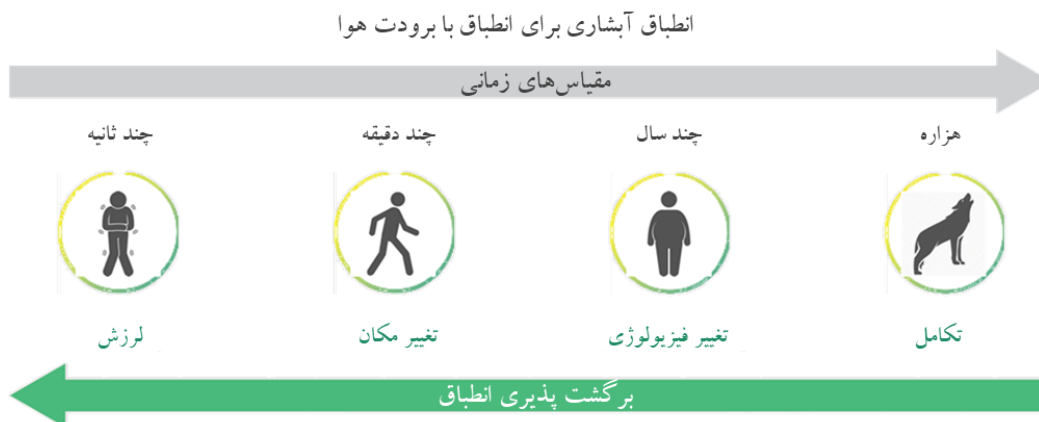 انطباق آبشاری برای انطباق با برودت هوا
مقیاس‌های زمانی
هزاره
چند سال
چند دقیقه
چند ثانیه
تکامل
تغییر فیزیولوژی
تغییر مکان
لرزش
برگشت پذیری انطباق